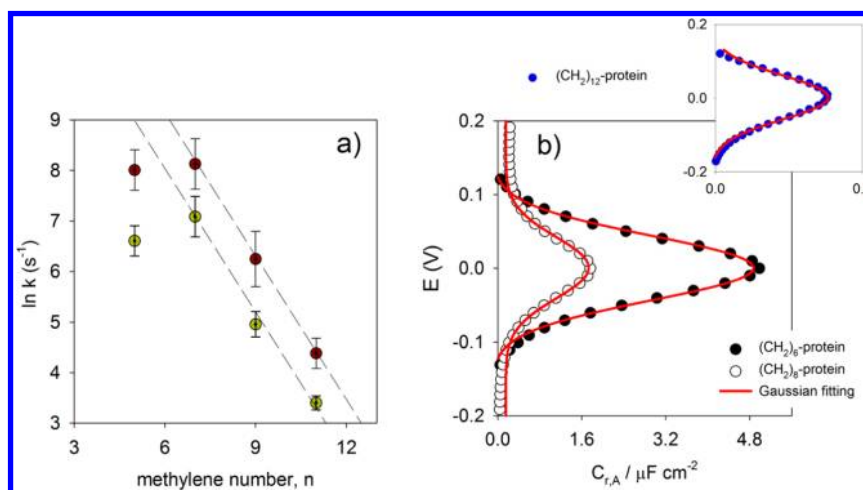 0.2
0.0
-0.2
0.0
0.
(CH₂)₁₂-protein
a)
9
8
7
6
5
4
3
ln k (s⁻¹)
3
6
9
12
methylene number, n
b)
0.2
0.1
0.0
-0.1
-0.2
E (V)
(CH₂)₆-protein
(CH₂)₈-protein
Gaussian fitting
0.0
1.6
3.2
4.8
C_{r,A} / μF cm⁻²